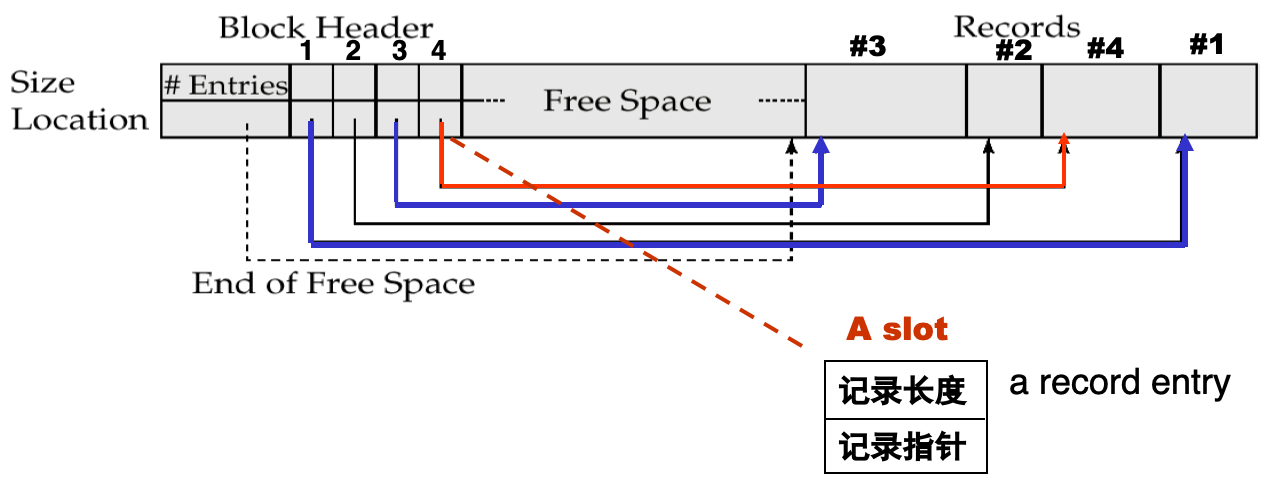 Block Header
Records
1 2 3 4
#3 #2 #4 #1
Size
Location
# Entries
Free Space
End of Free Space
A slot
记录长度
记录指针
a record entry